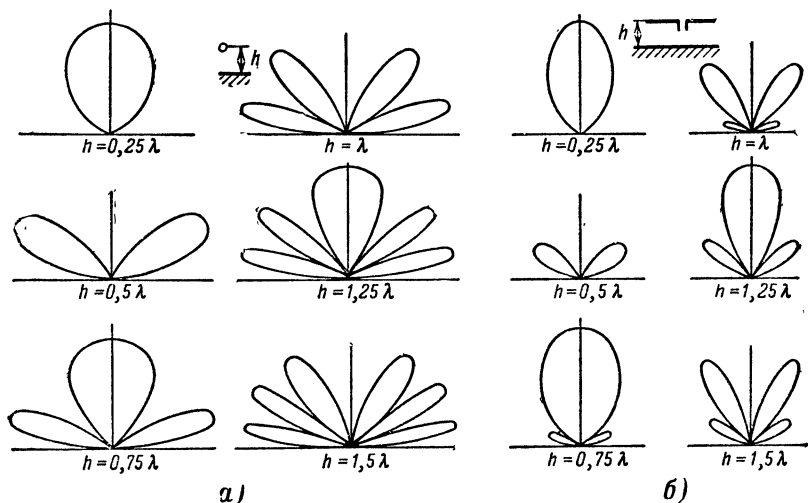 h
h
h=0,25 λ
h=λ
h=0,25 λ
h=λ
h=0,5 λ
h=1,25 λ
h=0,5 λ
h=1,25 λ
h=0,75 λ
h=1,5 λ
h=0,75 λ
h=1,5 λ
а)
б)